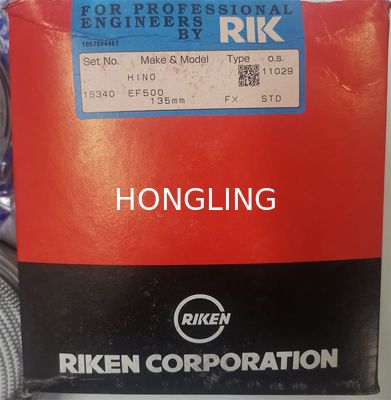 FOR PROFESSIONAL
ENGINEERS
BY RIK
1057804467
Set No. Make & Model Type o.s.
HINO 11029
15340 EF500
135mm FX STD
HONGLING
RIKEN
RIKEN CORPORATION